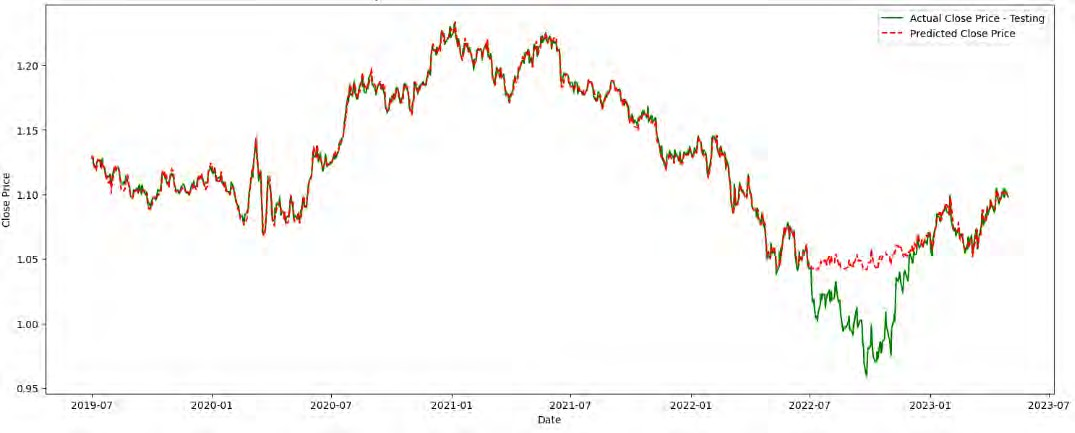 Actual Close Price - Testing
Predicted Close Price
Close Price
1.20
1.15
1.10
1.05
1.00
0.95
2019-07 2020-01 2020-07 2021-01 2021-07 2022-01 2022-07 2023-01 2023-07
Date